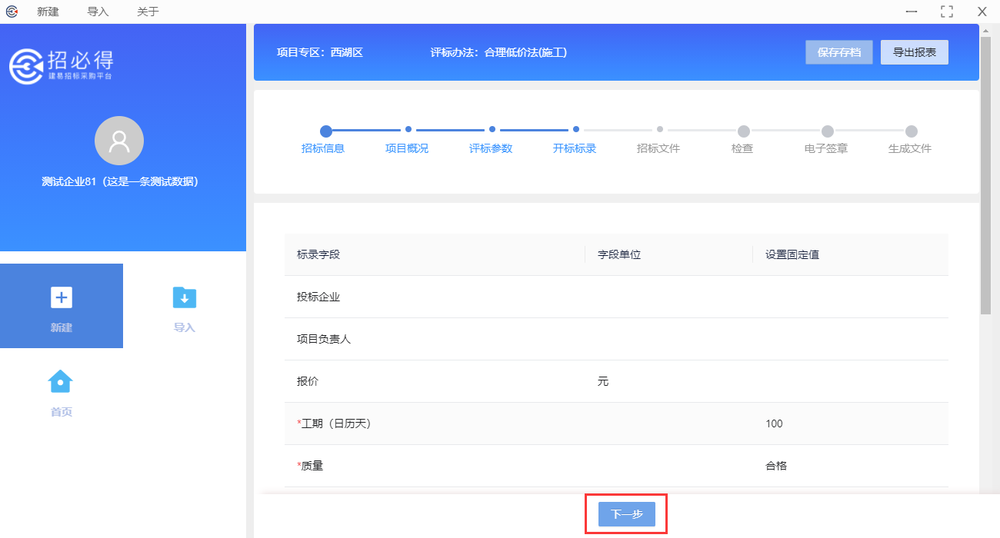 新建 导入 关于
招必得
建易招标采购平台
测试企业81（这是一条测试数据）
新建
导入
首页
项目专区：西湖区 评标办法：合理低价法(施工) 保存存档 导出报表
招标信息 项目概况 评标参数 开标标录 招标文件 检查 电子签章 生成文件
标录字段 字段单位 设置固定值
投标企业
项目负责人
报价 元
*工期（日历天） 100
*质量 合格
下一步